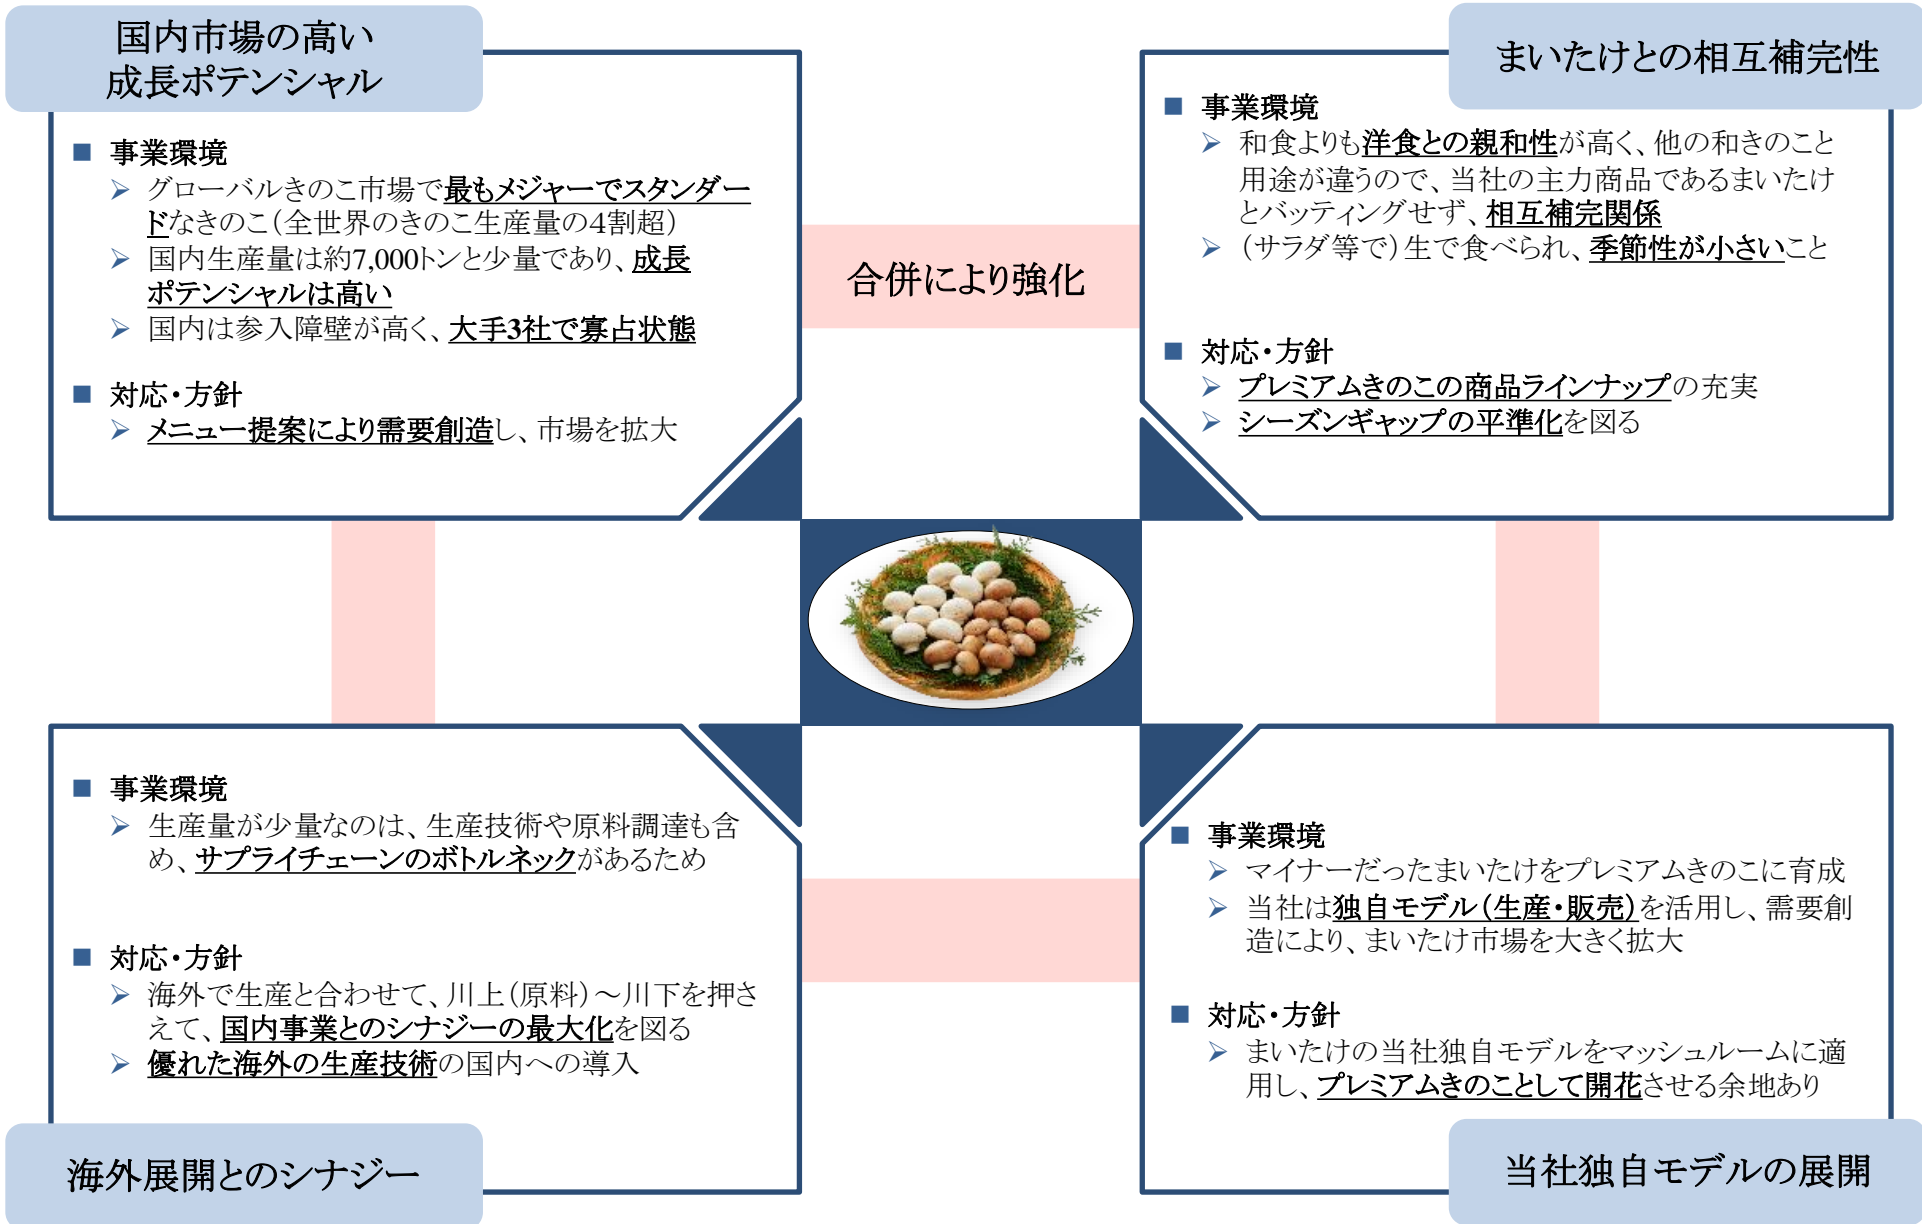 国内市場の高い
成長ポテンシャル
■ 事業環境
➢ グローバルきのこ市場で最もメジャーでスタンダー
ドなきのこ（全世界のきのこ生産量の4割超）
➢ 国内生産量は約7,000トンと少量であり、成長
ポテンシャルは高い
➢ 国内は参入障壁が高く、大手3社で寡占状態
■ 対応・方針
➢ メニュー提案により需要創造し、市場を拡大
合併により強化
まいたけとの相互補完性
■ 事業環境
➢ 和食よりも洋食との親和性が高く、他の和きのこと
用途が違うので、当社の主力商品であるまいたけ
とバッティングせず、相互補完関係
➢ （サラダ等で）生で食べられ、季節性が小さいこと
■ 対応・方針
➢ プレミアムきのこの商品ラインナップの充実
➢ シーズンギャップの平準化を図る
■ 事業環境
➢ 生産量が少量なのは、生産技術や原料調達も含
め、サプライチェーンのボトルネックがあるため
■ 対応・方針
➢ 海外で生産と合わせて、川上（原料）～川下を押さ
えて、国内事業とのシナジーの最大化を図る
➢ 優れた海外の生産技術の国内への導入
海外展開とのシナジー
■ 事業環境
➢ マイナーだったまいたけをプレミアムきのこに育成
➢ 当社は独自モデル（生産・販売）を活用し、需要創
造により、まいたけ市場を大きく拡大
■ 対応・方針
➢ まいたけの当社独自モデルをマッシュルームに適
用し、プレミアムきのことして開花させる余地あり
当社独自モデルの展開